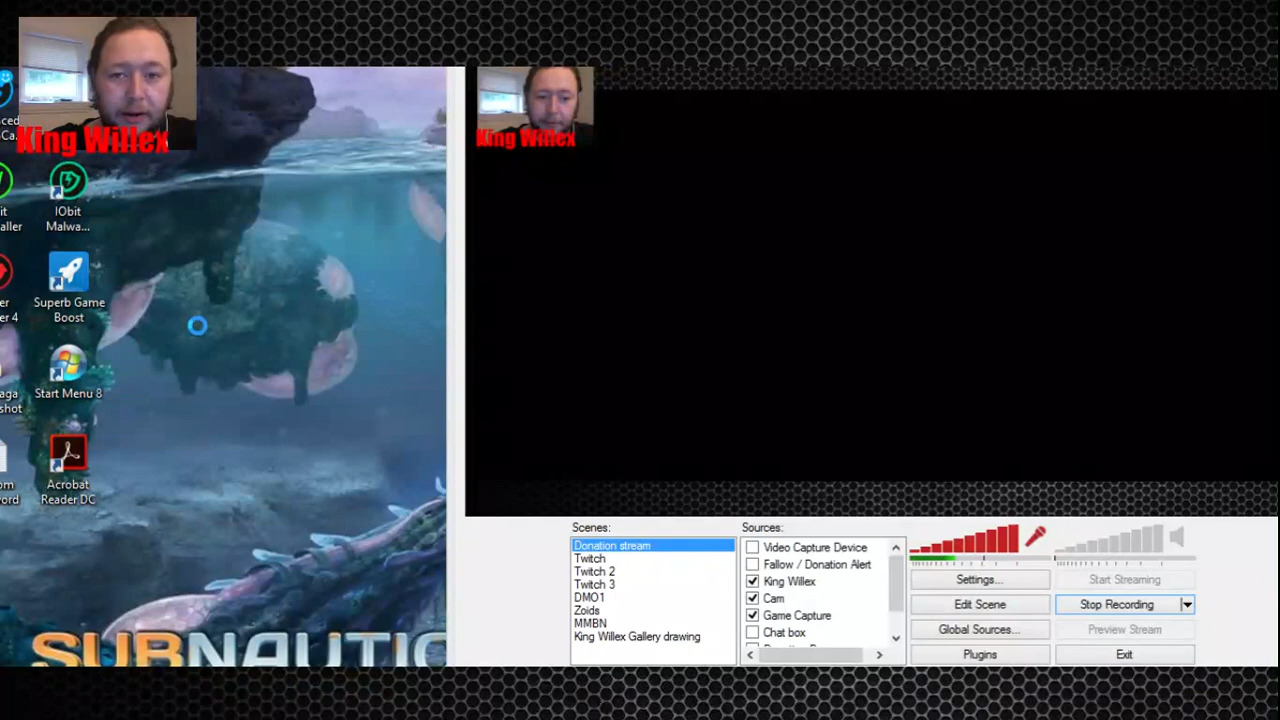 King Willex
King Willex
IObit
Malwa...
Superb Game
Boost
Start Menu 8
Acrobat
Reader DC
SUBNAUTIC
Scenes:
Donation stream
Twitch
Twitch 2
Twitch 3
DMO1
Zoids
MMBN
King Willex Gallery drawing
Sources:
Video Capture Device
Fallow / Donation Alert
King Willex
Cam
Game Capture
Chat box
Settings...
Edit Scene
Global Sources...
Plugins
Start Streaming
Stop Recording
Preview Stream
Exit